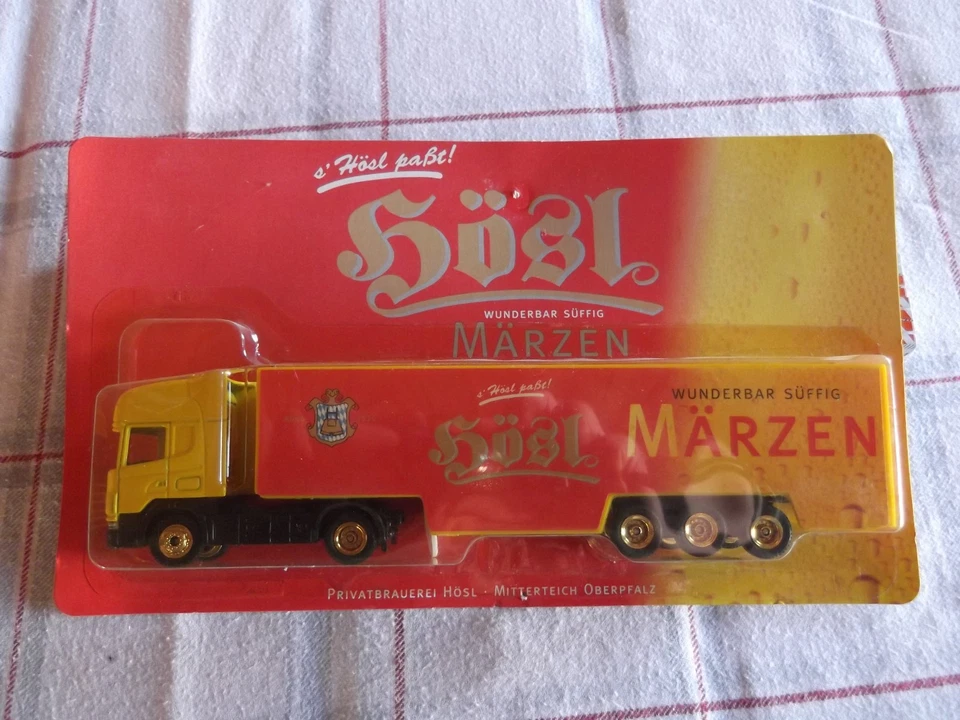 s' Hösl paßt!
Hösl
WUNDERBAR SÜFFIG
MÄRZEN
s' Hösl paßt!
Hösl
WUNDERBAR SÜFFIG
MÄRZEN
PRIVATBRAUEREI HÖSL · MITTERTEICH OBERPFALZ